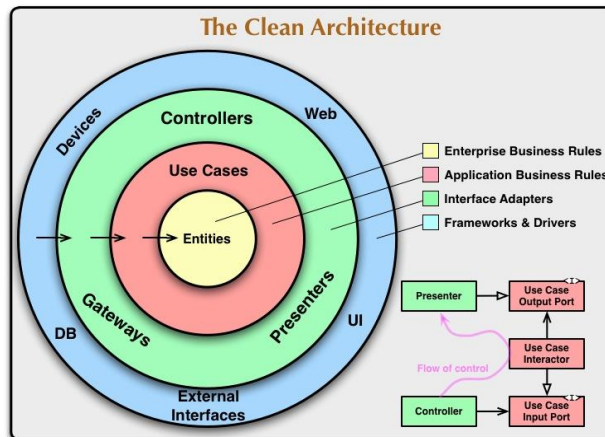 The Clean Architecture
Devices
Web
Controllers
Use Cases
Entities
Gateways
Presenters
DB
UI
External
Interfaces
Enterprise Business Rules
Application Business Rules
Interface Adapters
Frameworks & Drivers
Presenter
<I>
Use Case
Output Port
Flow of control
Use Case
Interactor
Controller
<I>
Use Case
Input Port